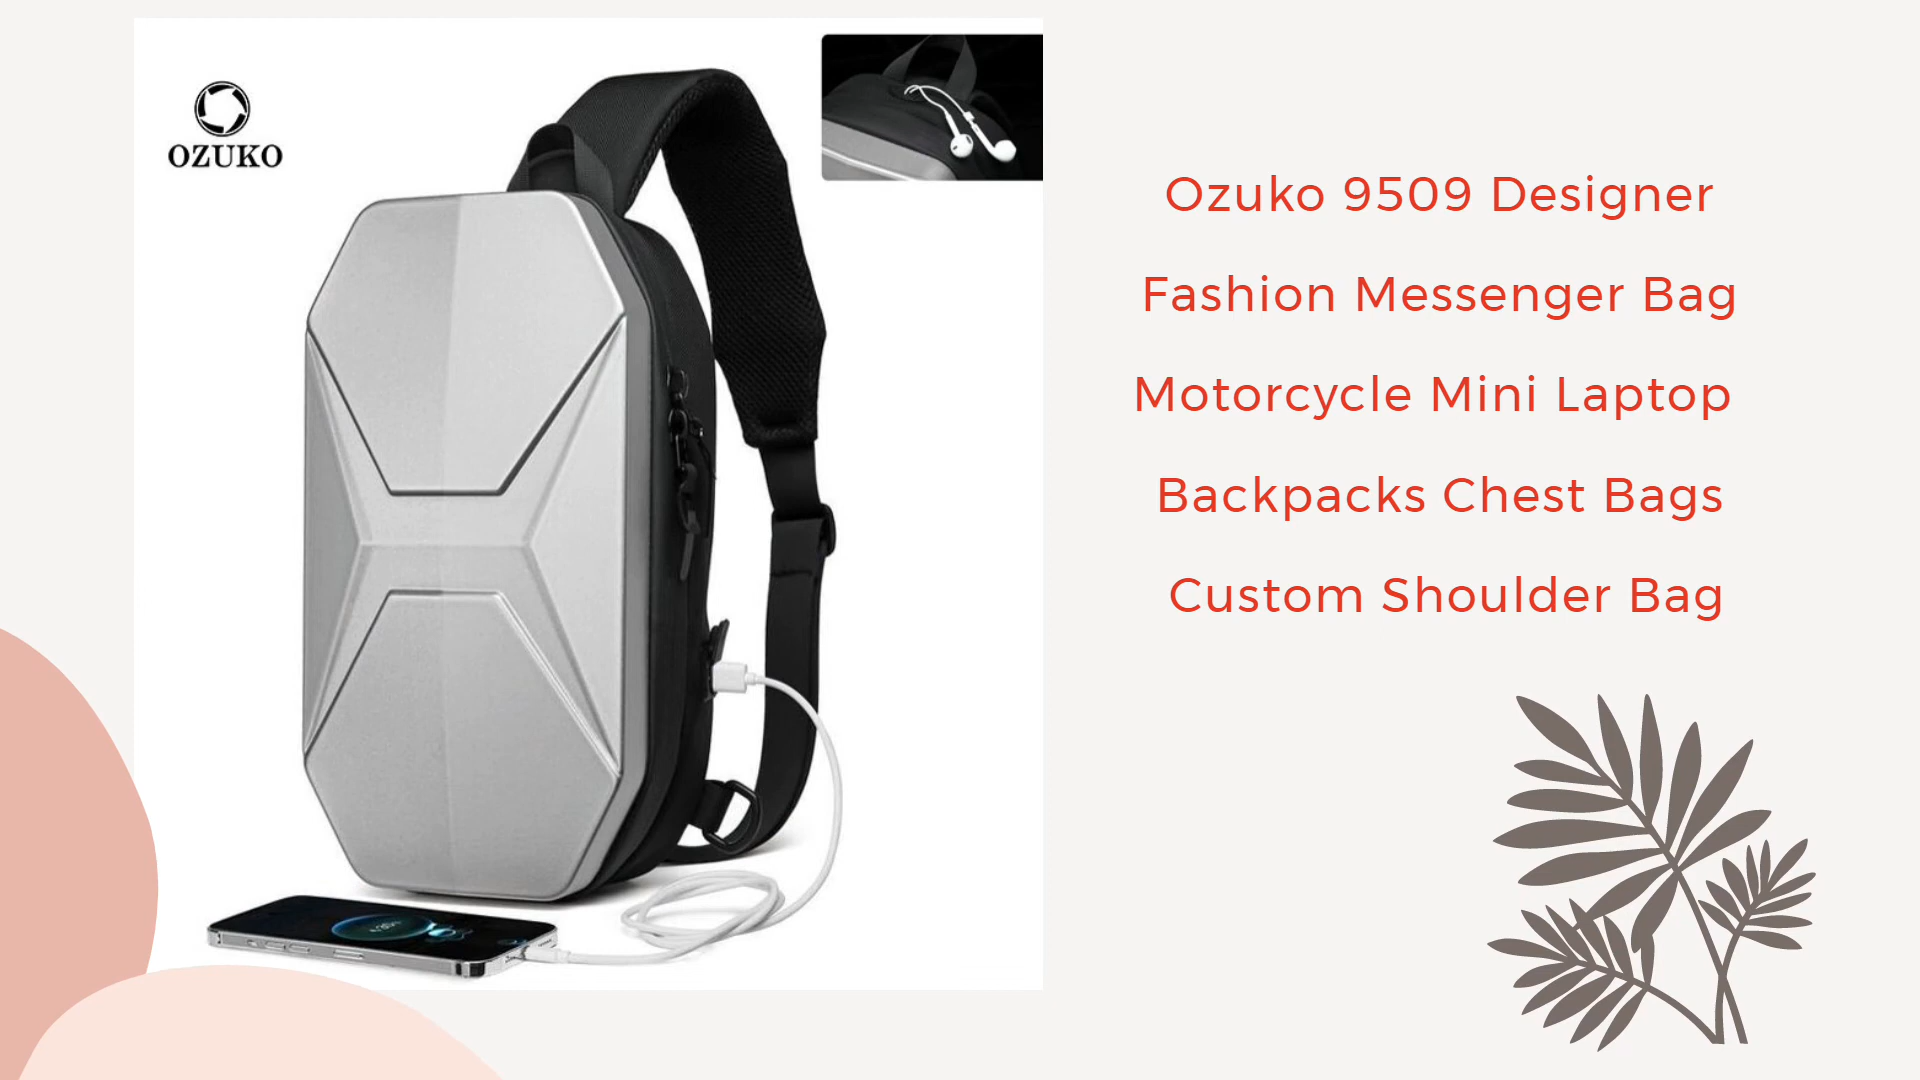 OZUKO
Ozuko 9509 Designer
Fashion Messenger Bag
Motorcycle Mini Laptop
Backpacks Chest Bags
Custom Shoulder Bag